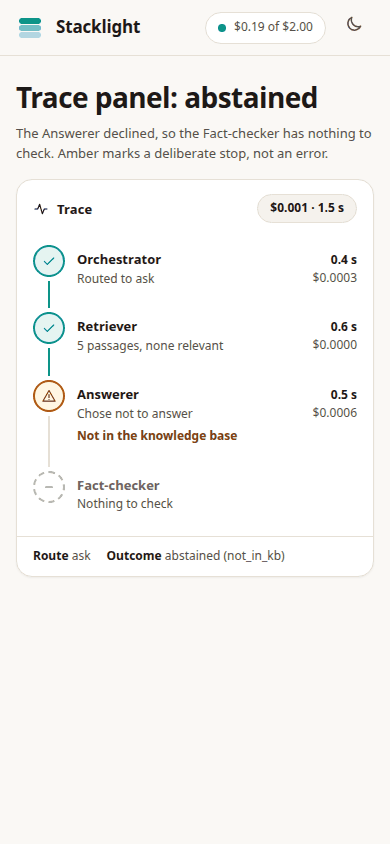 Stacklight
$0.19 of $2.00
Trace panel: abstained
The Answerer declined, so the Fact-checker has nothing to
check. Amber marks a deliberate stop, not an error.
Trace
$0.001 · 1.5 s
Orchestrator
0.4 s
Routed to ask
$0.0003
Retriever
0.6 s
5 passages, none relevant
$0.0000
Answerer
0.5 s
Chose not to answer
$0.0006
Not in the knowledge base
Fact-checker
Nothing to check
Route ask Outcome abstained (not_in_kb)